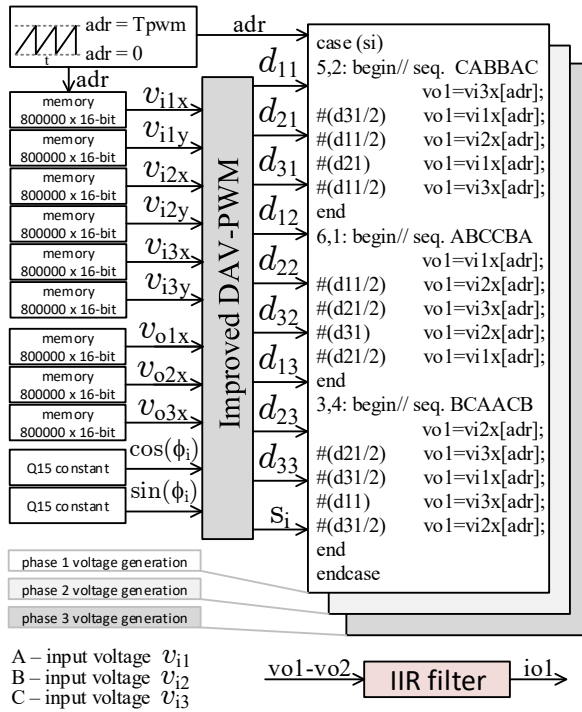 adr = Tpwm
adr = 0
t
adr
adr
memory
800000 x 16-bit
memory
800000 x 16-bit
memory
800000 x 16-bit
memory
800000 x 16-bit
memory
800000 x 16-bit
memory
800000 x 16-bit
memory
800000 x 16-bit
memory
800000 x 16-bit
memory
800000 x 16-bit
Q15 constant
Q15 constant
vi1x
vi1y
vi2x
vi2y
vi3x
vi3y
vo1x
vo2x
vo3x
cos(ϕi)
sin(ϕi)
Improved DAV-PWM
d11
d21
d31
d12
d22
d32
d13
d23
d33
si
case (si)
5,2: begin// seq. CABBAC
vo1=vi3x[adr];
#(d31/2) vo1=vi1x[adr];
#(d11/2) vo1=vi2x[adr];
#(d21) vo1=vi1x[adr];
#(d11/2) vo1=vi3x[adr];
end
6,1: begin// seq. ABCCBA
vo1=vi1x[adr];
#(d11/2) vo1=vi2x[adr];
#(d21/2) vo1=vi3x[adr];
#(d31) vo1=vi2x[adr];
#(d21/2) vo1=vi1x[adr];
end
3,4: begin// seq. BCAACB
vo1=vi2x[adr];
#(d21/2) vo1=vi3x[adr];
#(d31/2) vo1=vi1x[adr];
#(d11) vo1=vi3x[adr];
#(d31/2) vo1=vi2x[adr];
end
endcase
phase 1 voltage generation
phase 2 voltage generation
phase 3 voltage generation
A – input voltage vi1
B – input voltage vi2
C – input voltage vi3
vo1-vo2
IIR filter
io1